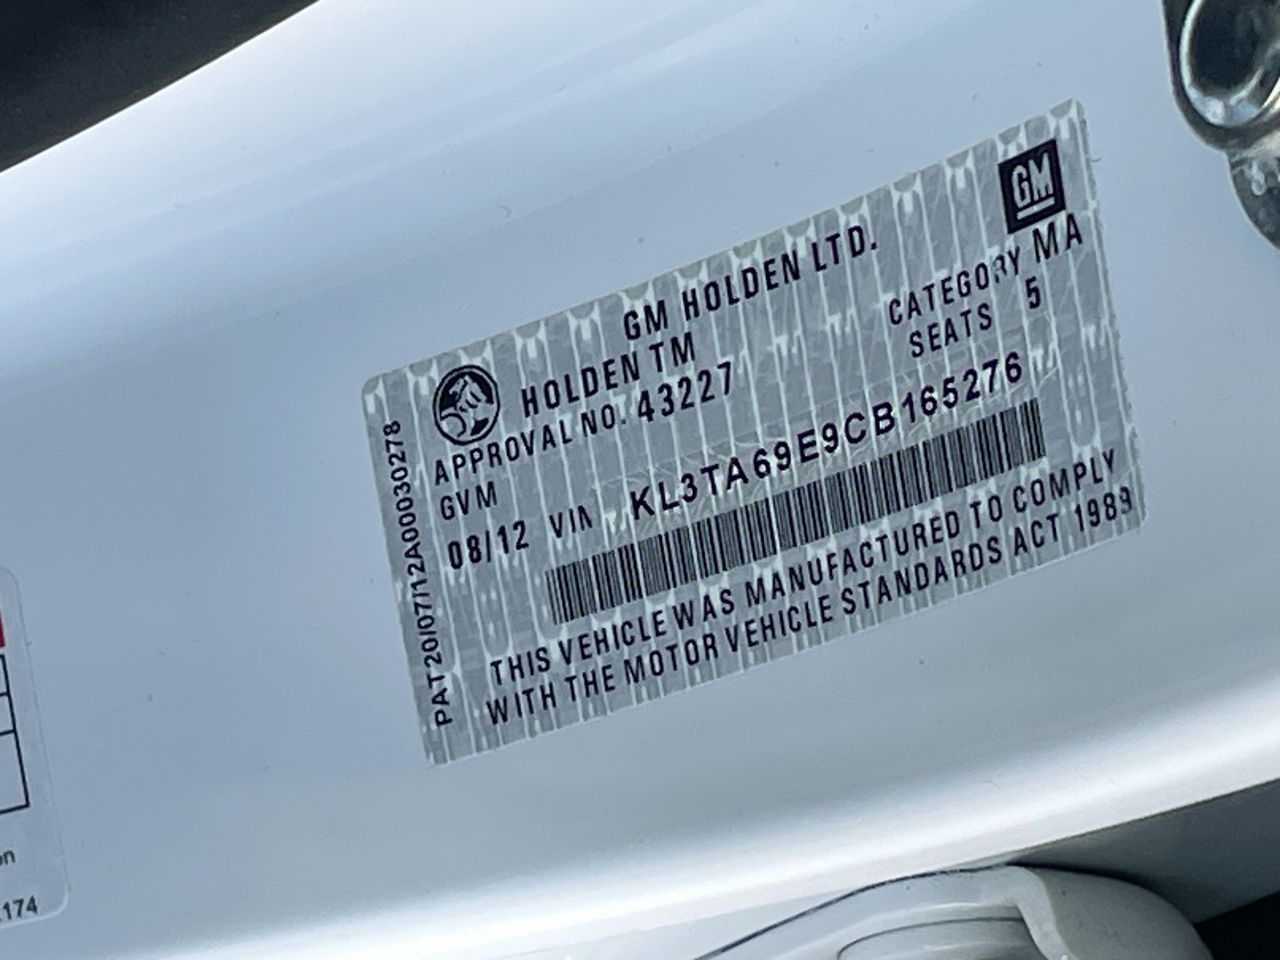 GM
GM HOLDEN LTD.
HOLDEN TM
CATEGORY MA
APPROVAL NO. 43227
SEATS 5
GVM
08/12 VIN KL3TA69E9CB165276
THIS VEHICLE WAS MANUFACTURED TO COMPLY
WITH THE MOTOR VEHICLE STANDARDS ACT 1989
PAT20/07/12A00030278
174